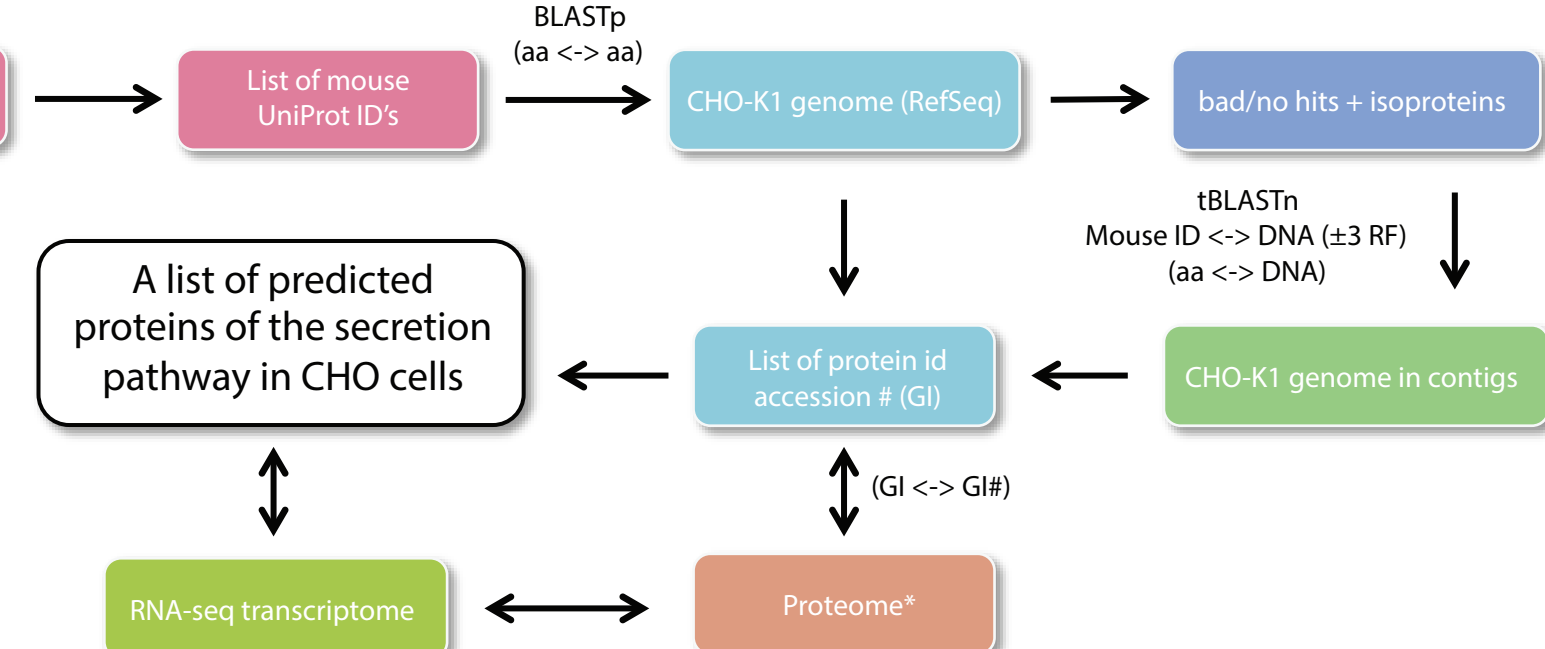 BLASTp
(aa <-> aa)
List of mouse
UniProt ID's
CHO-K1 genome (RefSeq)
bad/no hits + isoproteins
tBLASTn
Mouse ID <-> DNA (±3 RF)
(aa <-> DNA)
A list of predicted
proteins of the secretion
pathway in CHO cells
List of protein id
accession # (GI)
CHO-K1 genome in contigs
(GI <-> GI#)
RNA-seq transcriptome
Proteome*